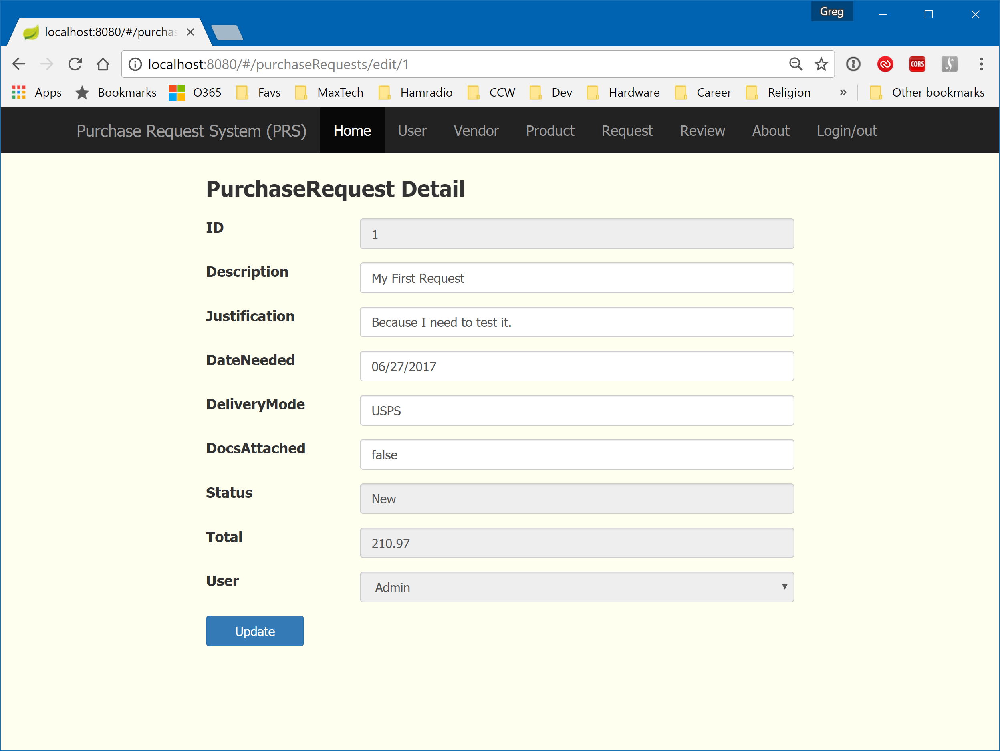 Greg
localhost:8080/#/purchas
localhost:8080/#/purchaseRequests/edit/1
CORS
Apps Bookmarks O365 Favs MaxTech Hamradio CCW Dev Hardware Career Religion » Other bookmarks
Purchase Request System (PRS) Home User Vendor Product Request Review About Login/out
PurchaseRequest Detail
ID 1
Description My First Request
Justification Because I need to test it.
DateNeeded 06/27/2017
DeliveryMode USPS
DocsAttached false
Status New
Total 210.97
User Admin
Update